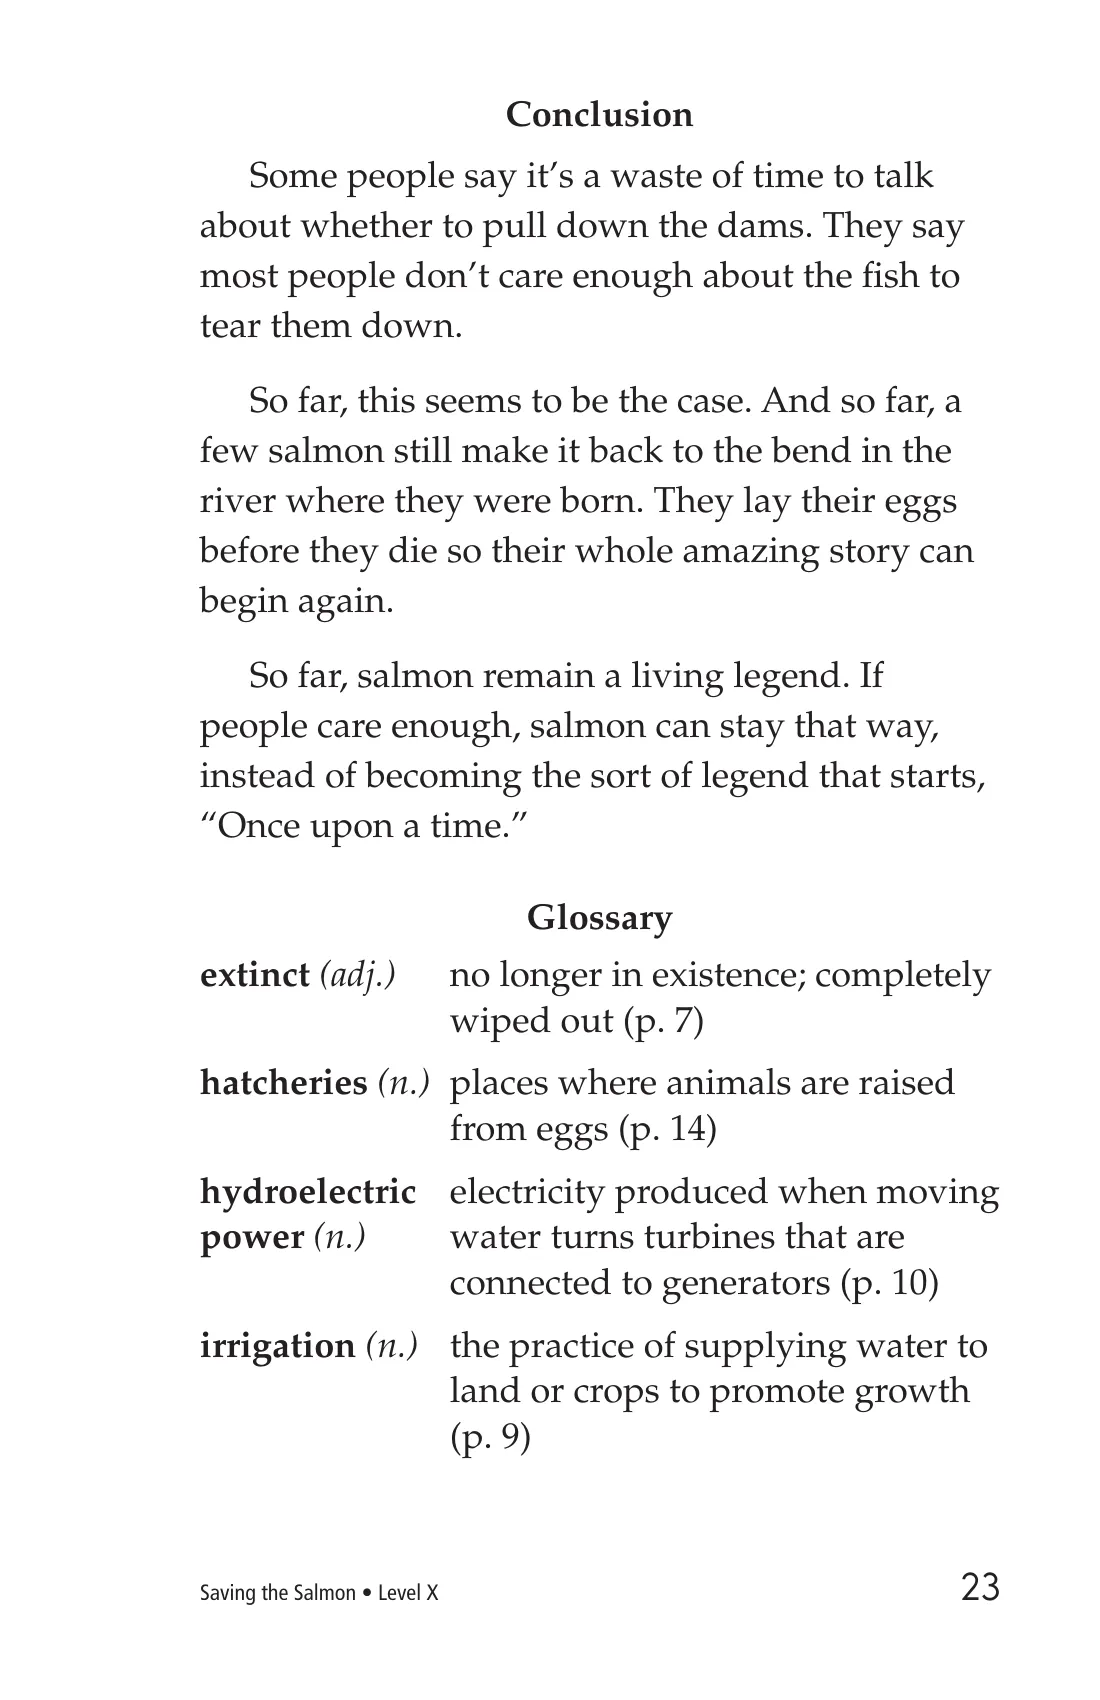 Conclusion
Some people say it’s a waste of time to talk
about whether to pull down the dams. They say
most people don’t care enough about the fish to
tear them down.
So far, this seems to be the case. And so far, a
few salmon still make it back to the bend in the
river where they were born. They lay their eggs
before they die so their whole amazing story can
begin again.
So far, salmon remain a living legend. If
people care enough, salmon can stay that way,
instead of becoming the sort of legend that starts,
“Once upon a time.”
Glossary
extinct (adj.) no longer in existence; completely
wiped out (p. 7)
hatcheries (n.) places where animals are raised
from eggs (p. 14)
hydroelectric electricity produced when moving
power (n.) water turns turbines that are
connected to generators (p. 10)
irrigation (n.) the practice of supplying water to
land or crops to promote growth
(p. 9)
Saving the Salmon • Level X 23